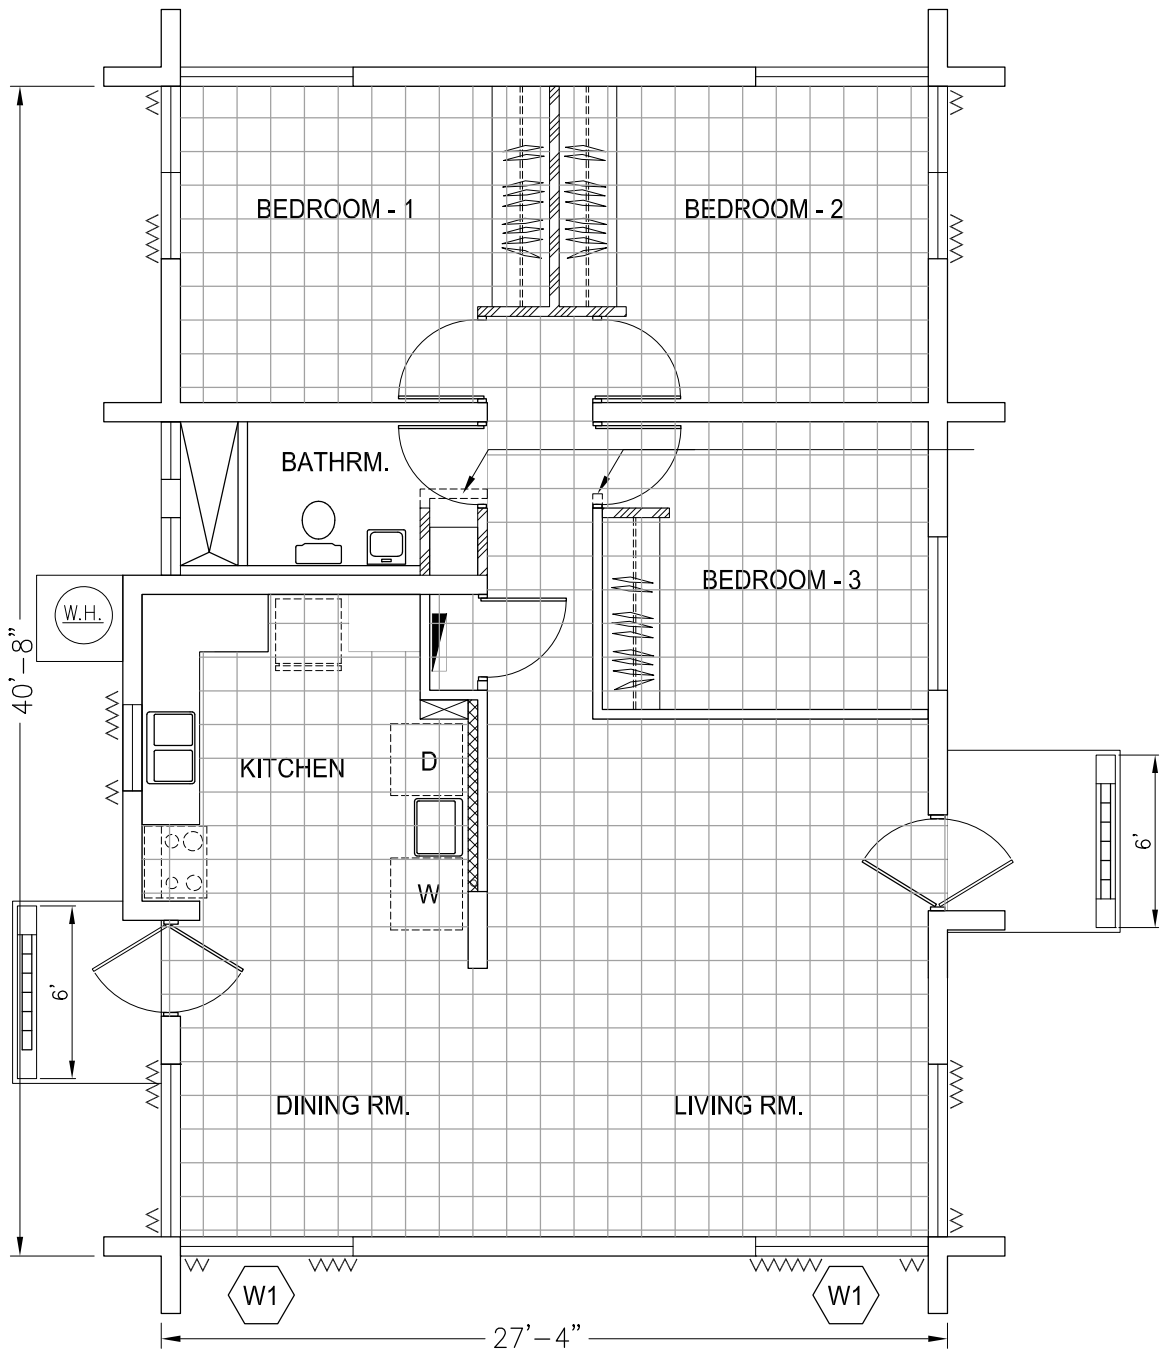 BEDROOM - 1
BEDROOM - 2
BATHRM.
BEDROOM - 3
W.H.
40'-8"
KITCHEN
D
6'
W
6'
DINING RM.
LIVING RM.
W1
W1
27'-4"